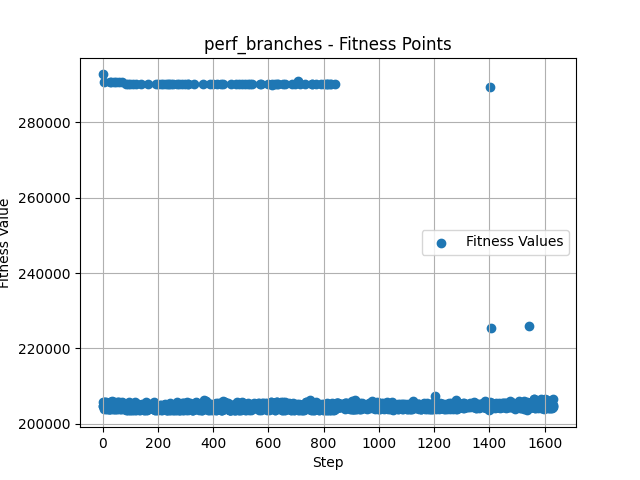 perf_branches - Fitness Points
280000
260000
240000
220000
200000
Fitness Value
Fitness Values
0 200 400 600 800 1000 1200 1400 1600
Step